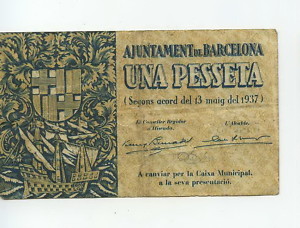 AJUNTAMENT DE BARCELONA
UNA PESSETA
(Segons acord del 13 maig del 1937)
El Conseller Regidor
d'Hisenda,
L'Alcalde,
A canviar per la Caixa Municipal,
a la seva presentació.